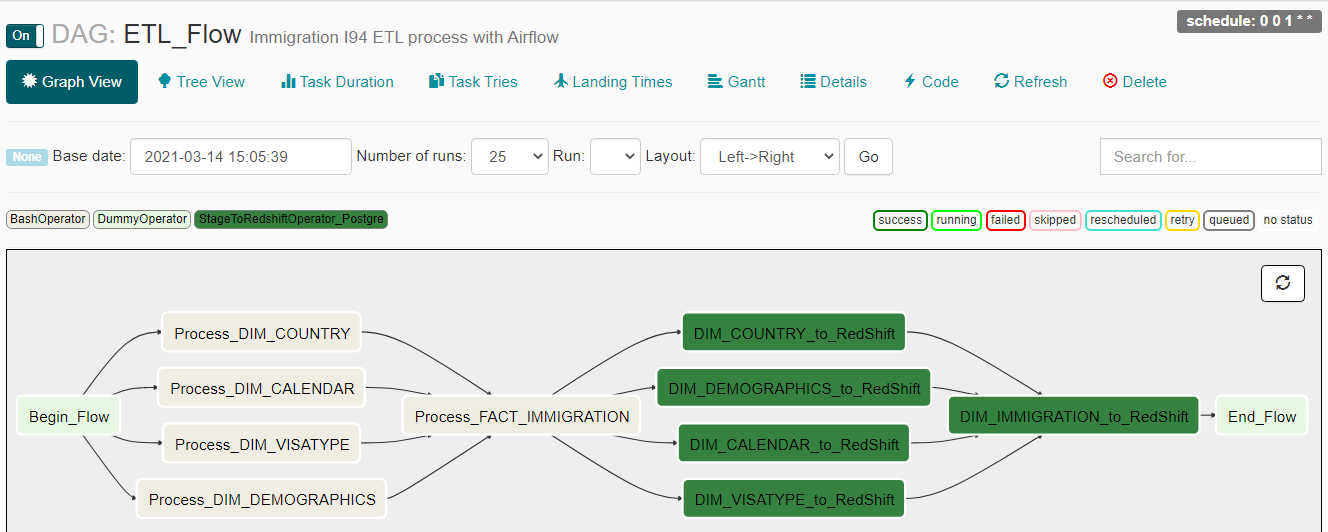 On DAG: ETL_Flow Immigration I94 ETL process with Airflow
schedule: 0 0 1 * *
Graph View Tree View Task Duration Task Tries Landing Times Gantt Details Code Refresh Delete
None Base date: 2021-03-14 15:05:39 Number of runs: 25 Run: Layout: Left->Right Go Search for...
BashOperator DummyOperator StageToRedshiftOperator_Postgre
success running failed skipped rescheduled retry queued no status
Begin_Flow
Process_DIM_COUNTRY
Process_DIM_CALENDAR
Process_DIM_VISATYPE
Process_DIM_DEMOGRAPHICS
Process_FACT_IMMIGRATION
DIM_COUNTRY_to_RedShift
DIM_DEMOGRAPHICS_to_RedShift
DIM_CALENDAR_to_RedShift
DIM_VISATYPE_to_RedShift
DIM_IMMIGRATION_to_RedShift
End_Flow